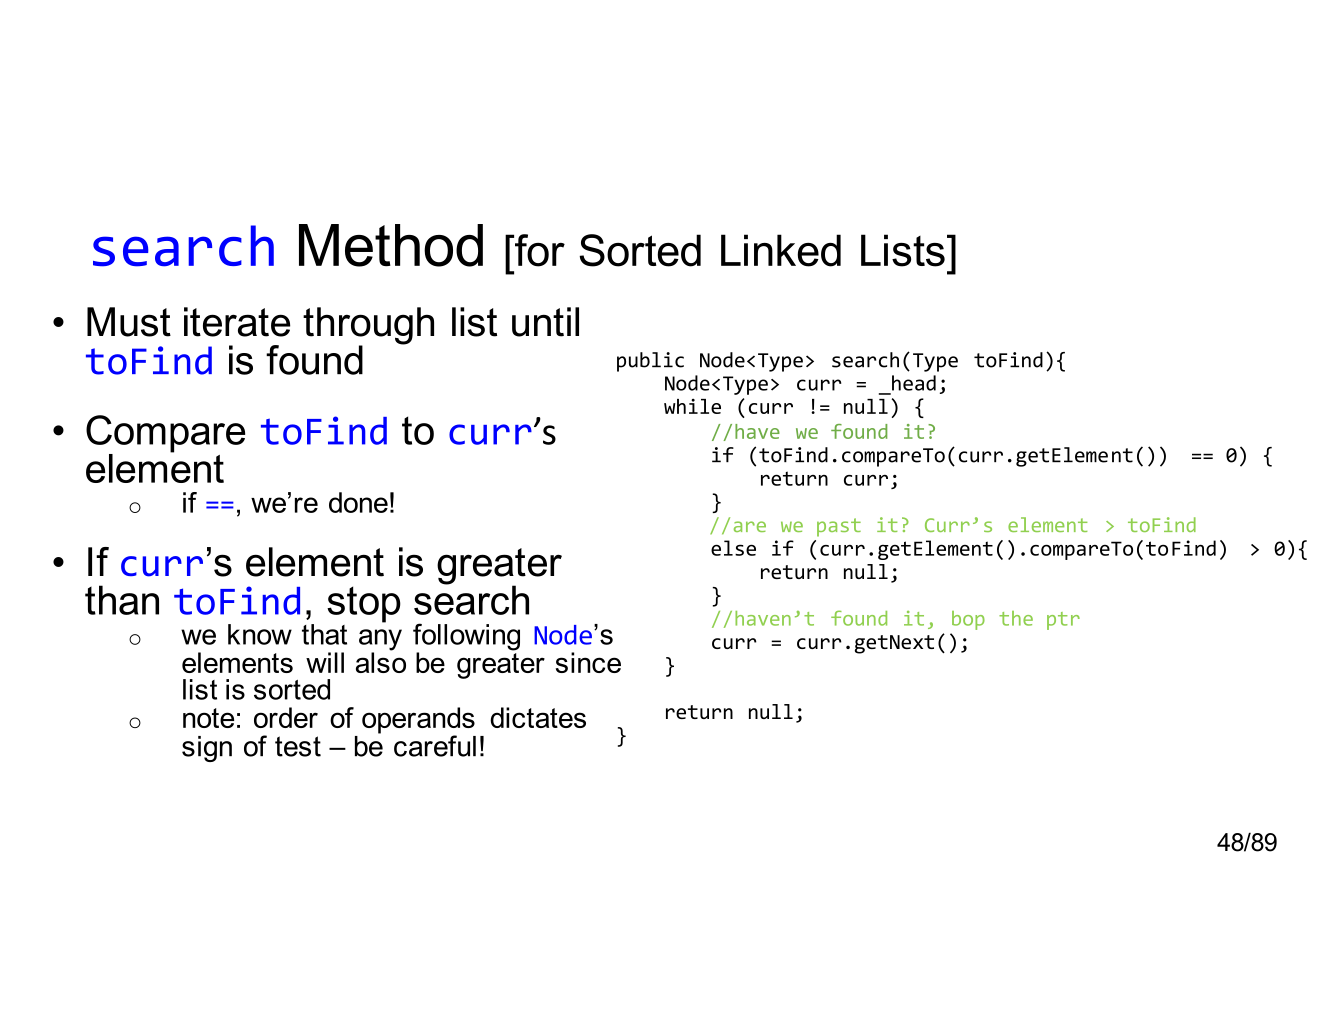 search Method [for Sorted Linked Lists]
• Must iterate through list until
toFind is found
• Compare toFind to curr’s
element
o if ==, we’re done!
• If curr’s element is greater
than toFind, stop search
o we know that any following Node’s
elements will also be greater since
list is sorted
o note: order of operands dictates
sign of test – be careful!
public Node<Type> search(Type toFind){
Node<Type> curr = _head;
while (curr != null) {
//have we found it?
if (toFind.compareTo(curr.getElement()) == 0) {
return curr;
}
//are we past it? Curr’s element > toFind
else if (curr.getElement().compareTo(toFind) > 0){
return null;
}
//haven’t found it, bop the ptr
curr = curr.getNext();
}
return null;
}
48/89